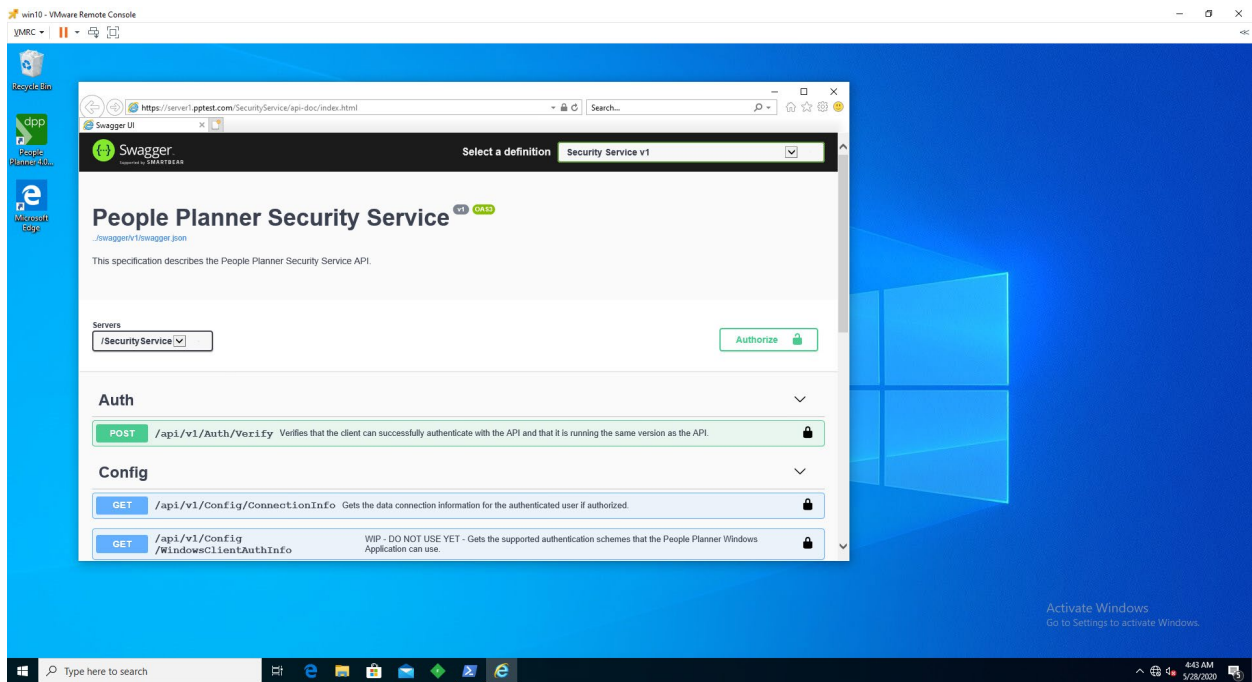 win10 - VMware Remote Console
VMRC
Recycle Bin
dpp
People
Planner 4.0...
Microsoft
Edge
https://server1.pptest.com/SecurityService/api-doc/index.html
Search...
Swagger UI
Swagger.
Supported by SMARTBEAR
Select a definition
Security Service v1
People Planner Security Service v1 OAS3
../swagger/v1/swagger.json
This specification describes the People Planner Security Service API.
Servers
/SecurityService
Authorize
Auth
POST /api/v1/Auth/Verify Verifies that the client can successfully authenticate with the API and that it is running the same version as the API.
Config
GET /api/v1/Config/ConnectionInfo Gets the data connection information for the authenticated user if authorized.
GET /api/v1/Config
/WindowsClientAuthInfo
WIP - DO NOT USE YET - Gets the supported authentication schemes that the People Planner Windows
Application can use.
Activate Windows
Go to Settings to activate Windows.
Type here to search
4:43 AM
5/28/2020
5